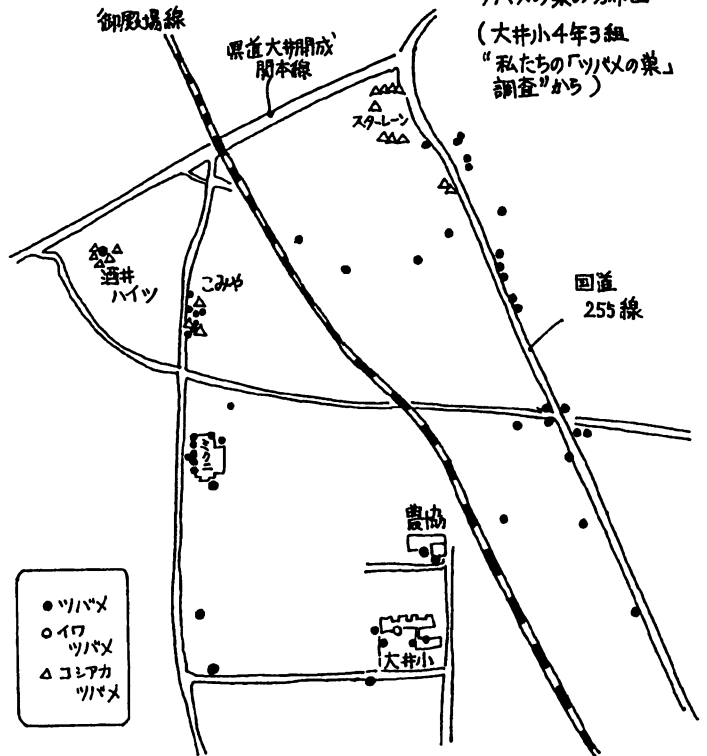 (大井小4年3組
"私たちの「ツバメの巣」
調査"から)
御殿場線
県道大井開成
関本線
スターレーン
酒井
ハイツ
こみや
国道
255線
ミクニ
農協
大井小
ツバメ
イワ
ツバメ
コシアカ
ツバメ